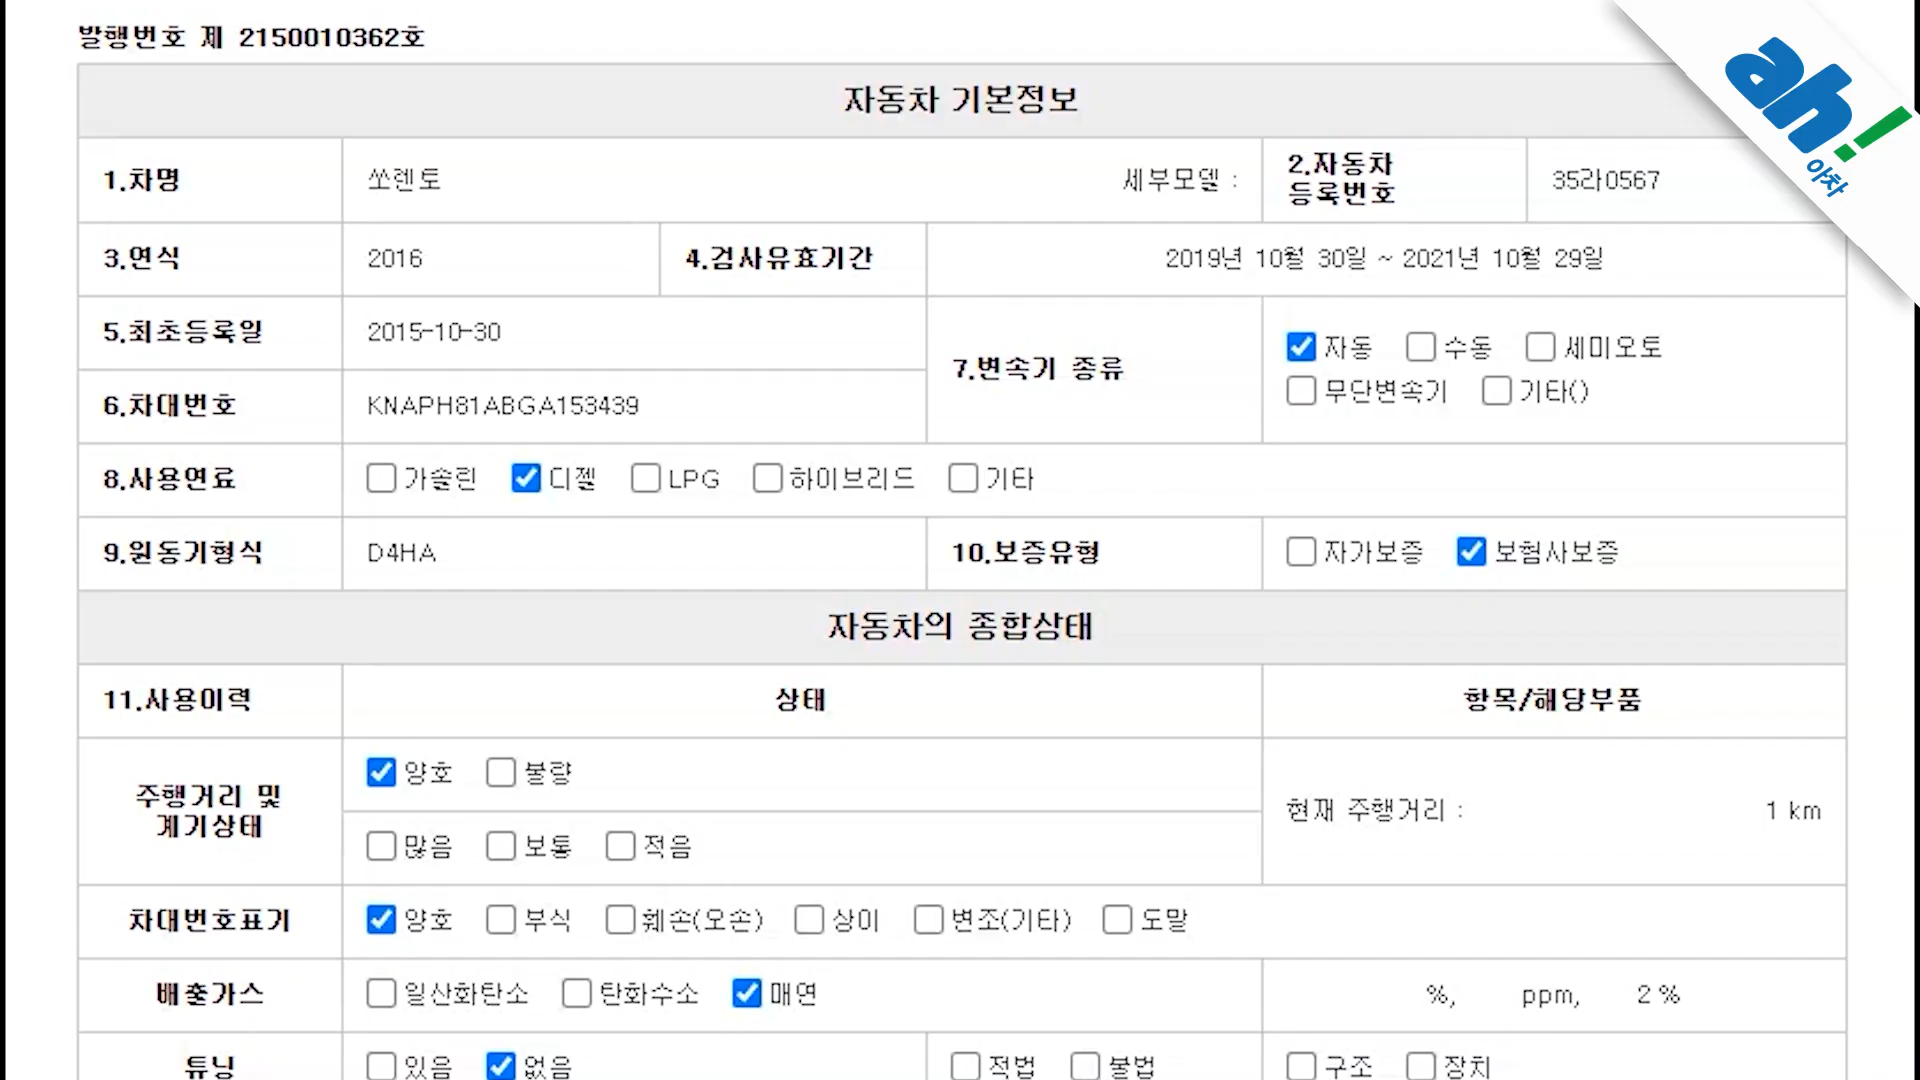 발행번호 제 2150010362호
ah!
아차
자동차 기본정보
1.차명 쏘렌토 세부모델 : 2.자동차 등록번호 35라0567
3.연식 2016 4.검사유효기간 2019년 10월 30일 ~ 2021년 10월 29일
5.최초등록일 2015-10-30
6.차대번호 KNAPH81ABGA153439
7.변속기 종류 자동 수동 세미오토
무단변속기 기타()
8.사용연료 가솔린 디젤 LPG 하이브리드 기타
9.원동기형식 D4HA 10.보증유형 자가보증 보험사보증
자동차의 종합상태
11.사용이력 상태 항목/해당부품
주행거리 및 계기상태 양호 불량
많음 보통 적음
현재 주행거리 : 1 km
차대번호표기 양호 부식 훼손(오손) 상이 변조(기타) 도말
배출가스 일산화탄소 탄화수소 매연 %, ppm, 2 %
튜닝 있음 없음 적법 불법 구조 장치